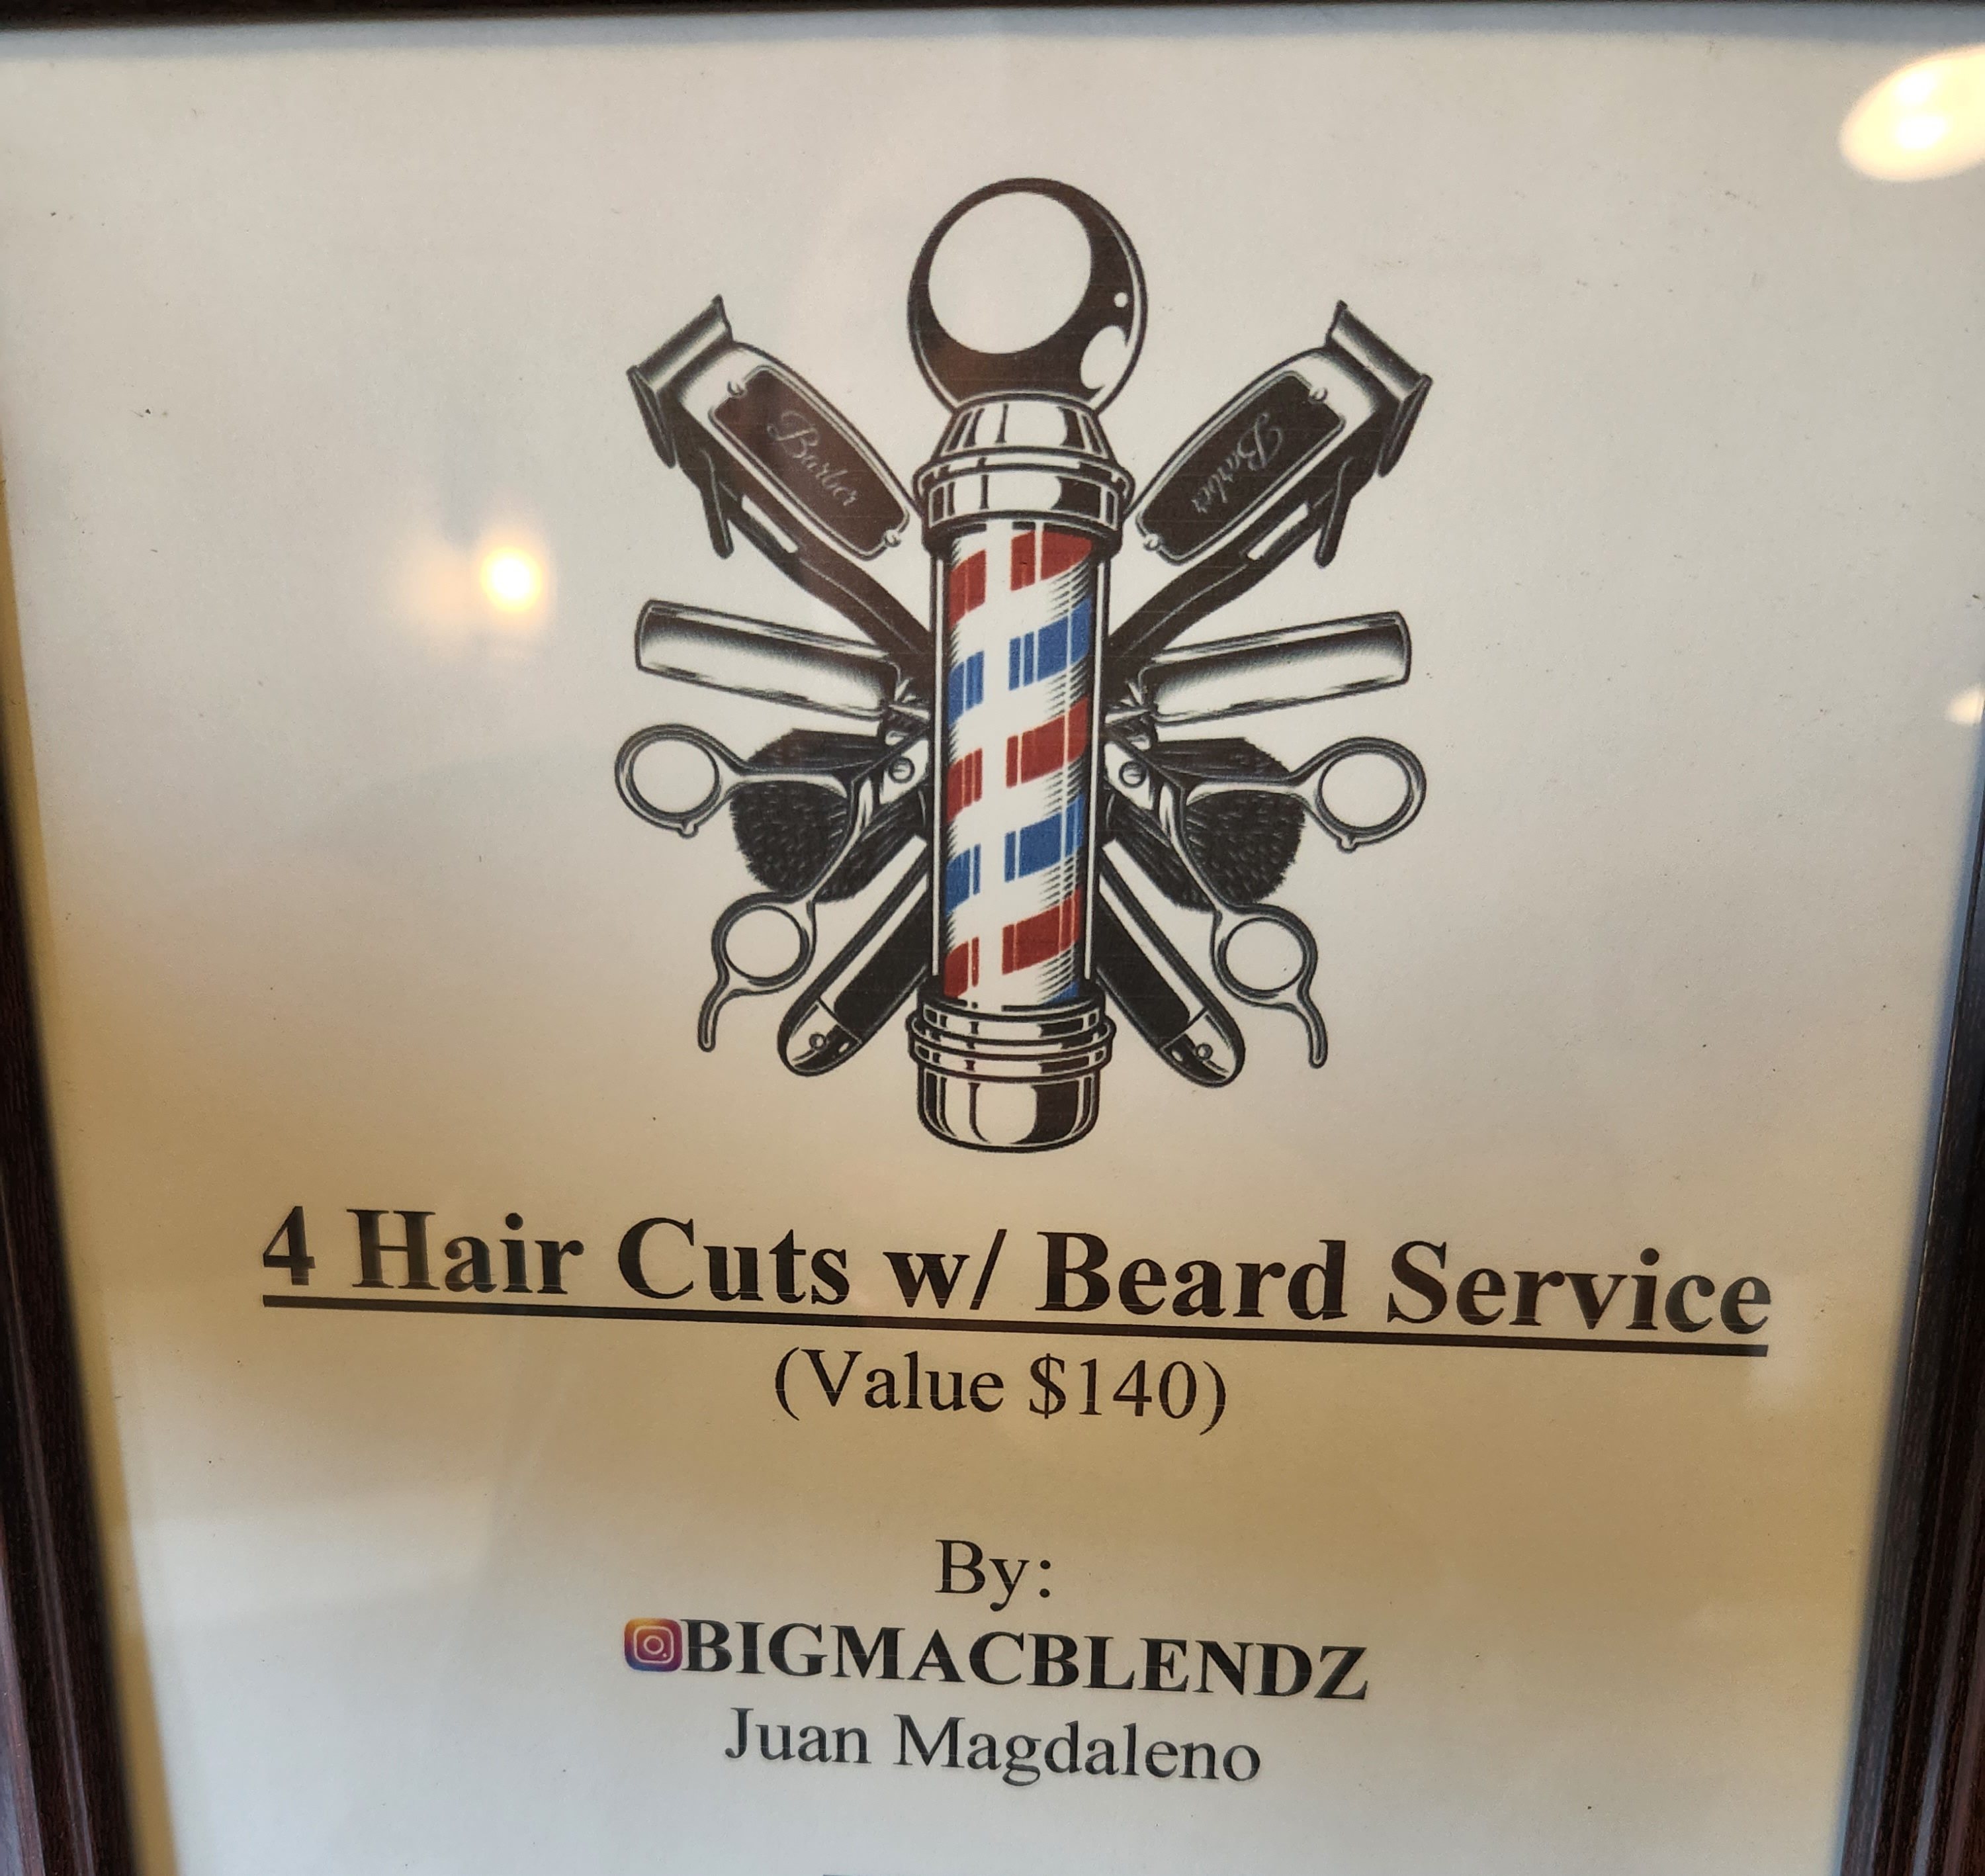 Barber
Barber
4 Hair Cuts w/ Beard Service
(Value $140)
By:
BIGMACBLENDZ
Juan Magdaleno